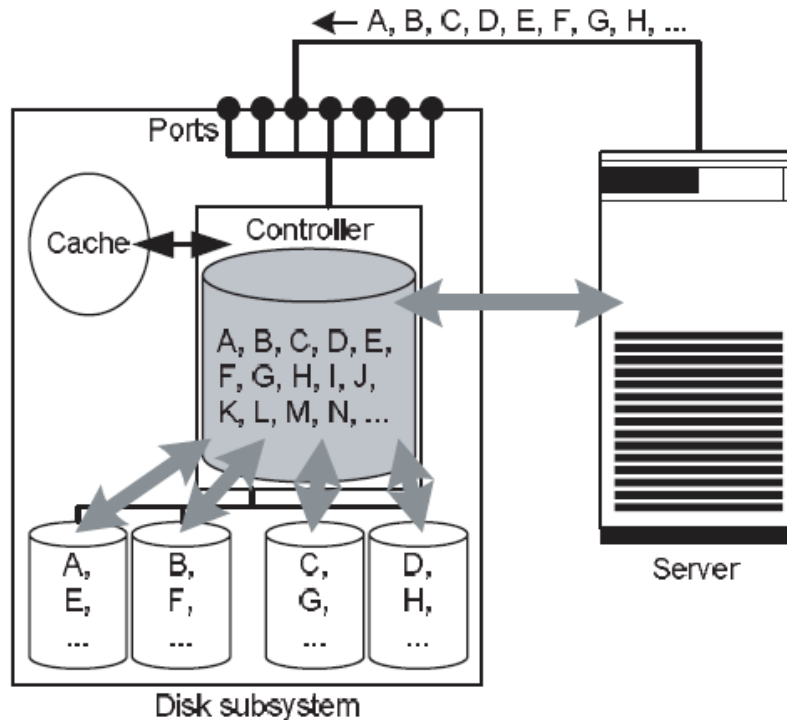 A, B, C, D, E, F, G, H, ...
Ports
Cache
Controller
A, B, C, D, E,
F, G, H, I, J,
K, L, M, N, ...
A,
E,
...
B,
F,
...
C,
G,
...
D,
H,
...
Server
Disk subsystem